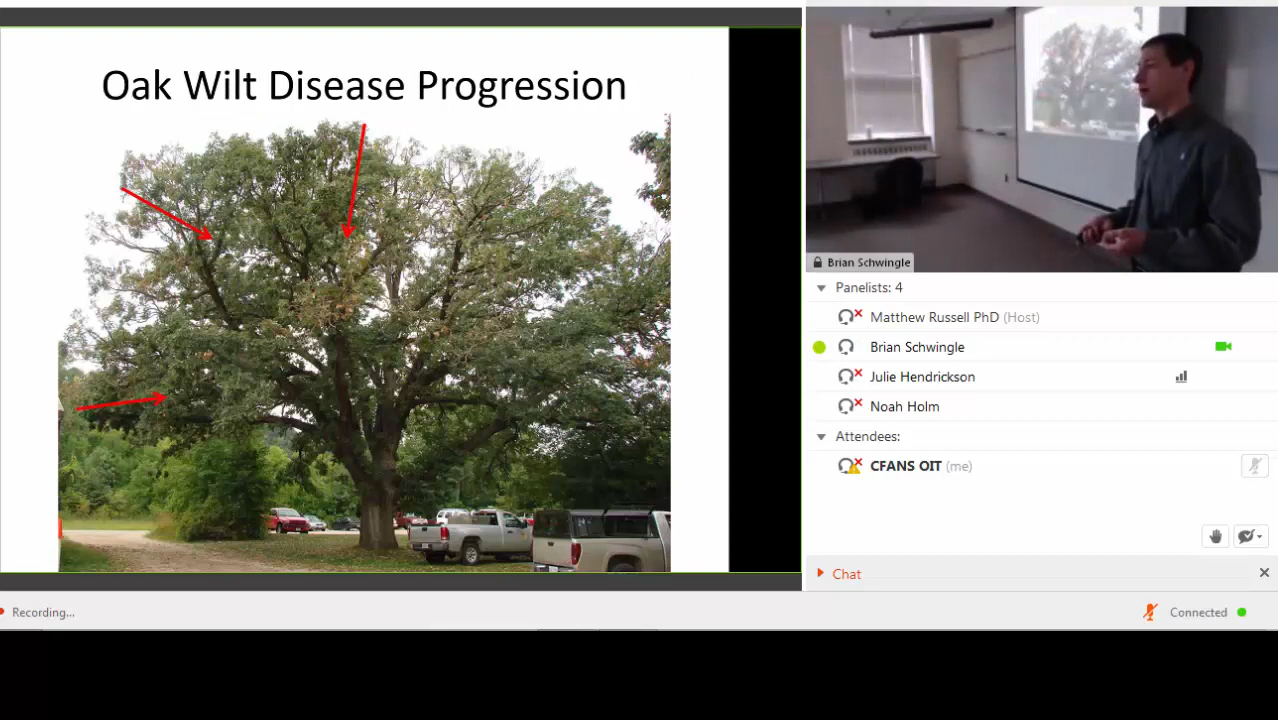 Oak Wilt Disease Progression
Brian Schwingle
Panelists: 4
Matthew Russell PhD (Host)
Brian Schwingle
Julie Hendrickson
Noah Holm
Attendees:
CFANS OIT (me)
Chat
Recording...
Connected